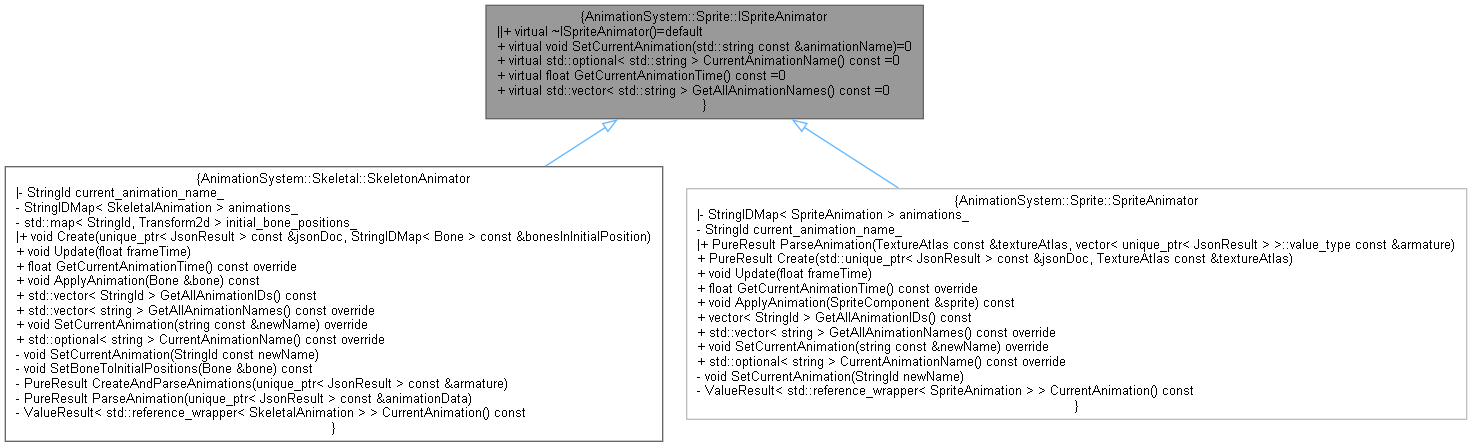 {AnimationSystem::Sprite::ISpriteAnimator
||+ virtual ~ISpriteAnimator()=default
+ virtual void SetCurrentAnimation(std::string const &animationName)=0
+ virtual std::optional< std::string > CurrentAnimationName() const =0
+ virtual float GetCurrentAnimationTime() const =0
+ virtual std::vector< std::string > GetAllAnimationNames() const =0
}
{AnimationSystem::Skeletal::SkeletonAnimator
|- StringId current_animation_name_
- StringIDMap< SkeletalAnimation > animations_
- std::map< StringId, Transform2d > initial_bone_positions_
|+ void Create(unique_ptr< JsonResult > const &jsonDoc, StringIDMap< Bone > const &bonesInInitialPosition)
+ void Update(float frameTime)
+ float GetCurrentAnimationTime() const override
+ void ApplyAnimation(Bone &bone) const
+ std::vector< StringId > GetAllAnimationIDs() const
+ std::vector< string > GetAllAnimationNames() const override
+ void SetCurrentAnimation(string const &newName) override
+ std::optional< string > CurrentAnimationName() const override
- void SetCurrentAnimation(StringId const newName)
- void SetBoneToInitialPositions(Bone &bone) const
- PureResult CreateAndParseAnimations(unique_ptr< JsonResult > const &armature)
- PureResult ParseAnimation(unique_ptr< JsonResult > const &animationData)
- ValueResult< std::reference_wrapper< SkeletalAnimation > > CurrentAnimation() const
}
{AnimationSystem::Sprite::SpriteAnimator
|- StringIDMap< SpriteAnimation > animations_
- StringId current_animation_name_
|+ PureResult ParseAnimation(TextureAtlas const &textureAtlas, vector< unique_ptr< JsonResult > >::value_type const &armature)
+ PureResult Create(std::unique_ptr< JsonResult > const &jsonDoc, TextureAtlas const &textureAtlas)
+ void Update(float frameTime)
+ float GetCurrentAnimationTime() const override
+ void ApplyAnimation(SpriteComponent &sprite) const
+ vector< StringId > GetAllAnimationIDs() const
+ std::vector< string > GetAllAnimationNames() const override
+ void SetCurrentAnimation(string const &newName) override
+ std::optional< string > CurrentAnimationName() const override
- void SetCurrentAnimation(StringId newName)
- ValueResult< std::reference_wrapper< SpriteAnimation > > CurrentAnimation() const
}